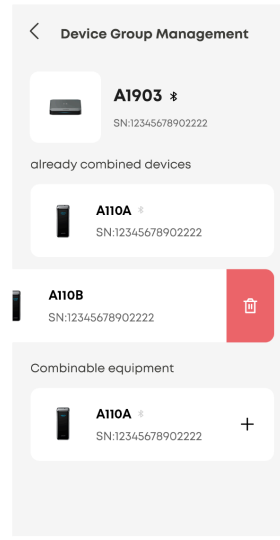 Device Group Management
A1903
SN:12345678902222
already combined devices
A110A
SN:12345678902222
A110B
SN:12345678902222
Combinable equipment
A110A
SN:12345678902222